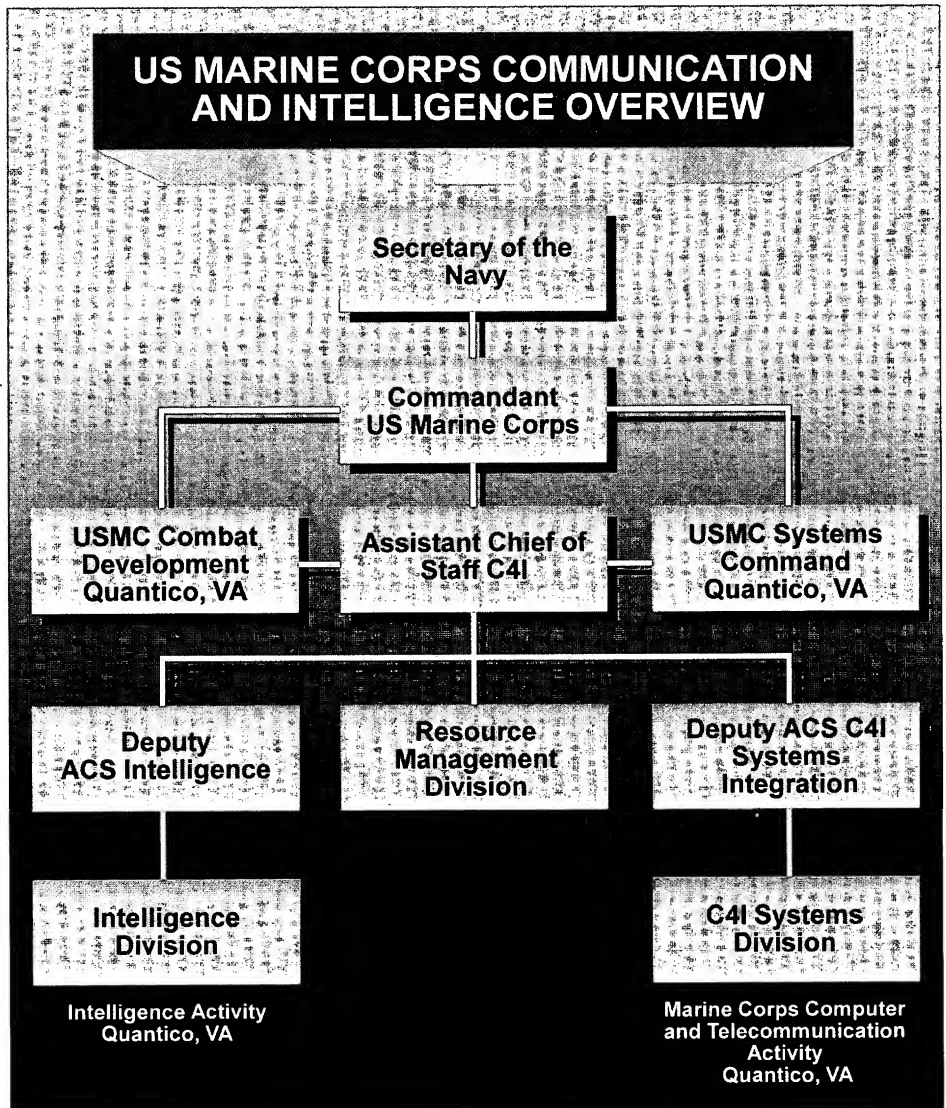 US MARINE CORPS COMMUNICATION
AND INTELLIGENCE OVERVIEW
Secretary of the
Navy
Commandant
US Marine Corps
USMC Combat
Development
Quantico, VA
Assistant Chief of
Staff C4I
USMC Systems
Command
Quantico, VA
Deputy
ACS Intelligence
Resource
Management
Division
Deputy ACS C4I
Systems
Integration
Intelligence
Division
C4I Systems
Division
Intelligence Activity
Quantico, VA
Marine Corps Computer
and Telecommunication
Activity
Quantico, VA